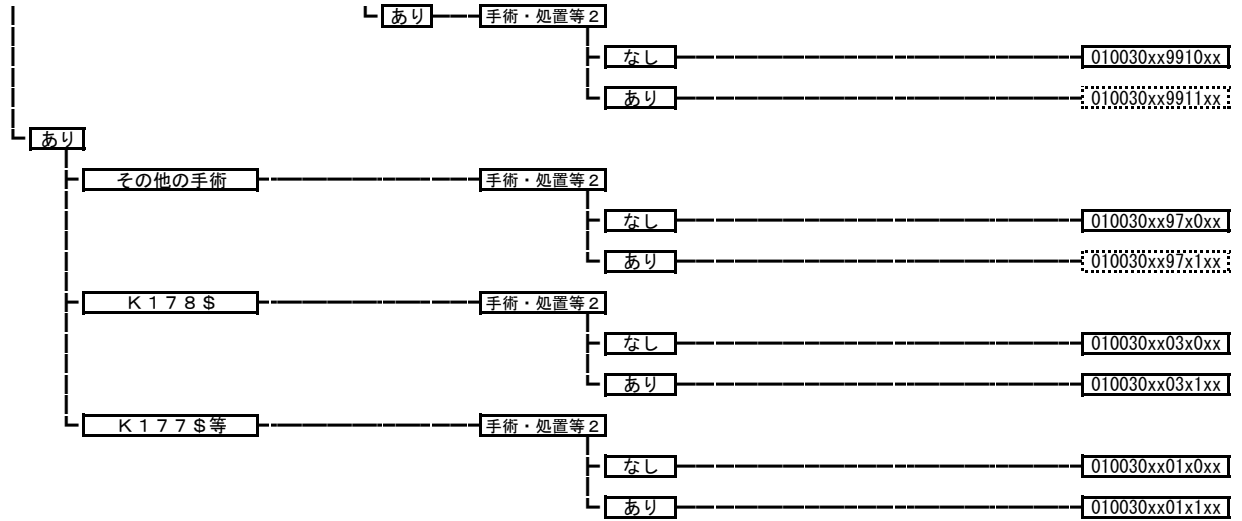 あり 手術・処置等2
なし 010030xx9910xx
あり 010030xx9911xx
あり
その他の手術 手術・処置等2
なし 010030xx97x0xx
あり 010030xx97x1xx
K178$ 手術・処置等2
なし 010030xx03x0xx
あり 010030xx03x1xx
K177$等 手術・処置等2
なし 010030xx01x0xx
あり 010030xx01x1xx